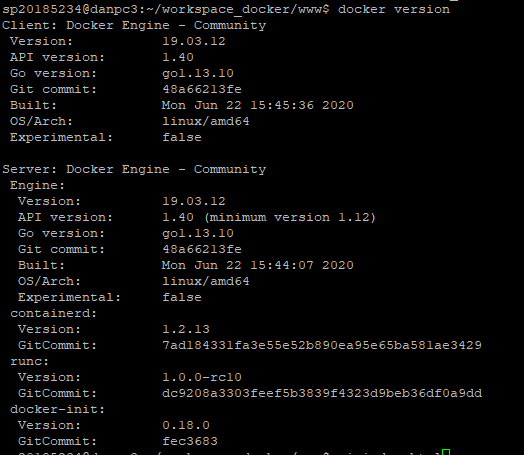 sp20185234@danpc3:~/workspace_docker/www$ docker version
Client: Docker Engine - Community
Version: 19.03.12
API version: 1.40
Go version: go1.13.10
Git commit: 48a66213fe
Built: Mon Jun 22 15:45:36 2020
OS/Arch: linux/amd64
Experimental: false
Server: Docker Engine - Community
Engine:
Version: 19.03.12
API version: 1.40 (minimum version 1.12)
Go version: go1.13.10
Git commit: 48a66213fe
Built: Mon Jun 22 15:44:07 2020
OS/Arch: linux/amd64
Experimental: false
containerd:
Version: 1.2.13
GitCommit: 7ad184331fa3e55e52b890ea95e65ba581ae3429
runc:
Version: 1.0.0-rc10
GitCommit: dc9208a3303feef5b3839f4323d9beb36df0a9dd
docker-init:
Version: 0.18.0
GitCommit: fec3683